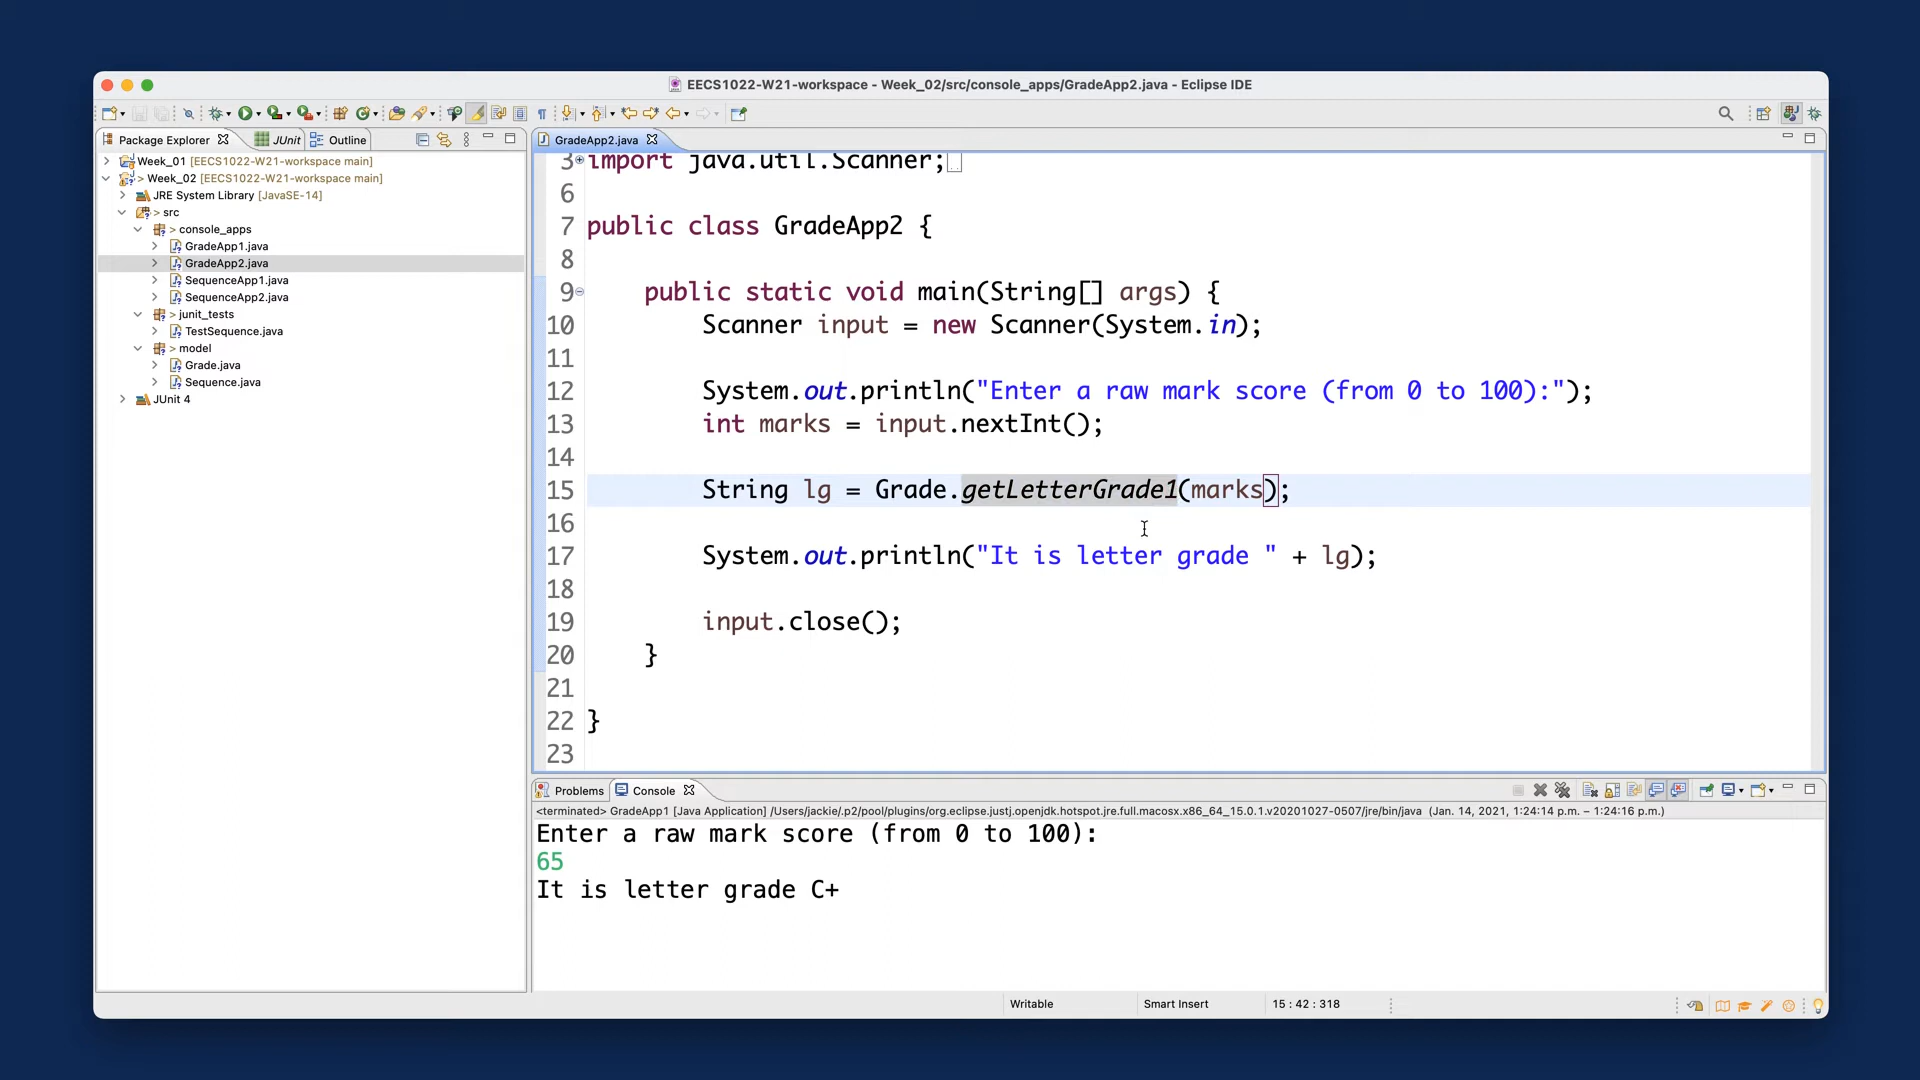 EECS1022-W21-workspace - Week_02/src/console_apps/GradeApp2.java - Eclipse IDE
Package Explorer
JUnit
Outline
Week_01 [EECS1022-W21-workspace main]
> Week_02 [EECS1022-W21-workspace main]
JRE System Library [JavaSE-14]
> src
> console_apps
GradeApp1.java
GradeApp2.java
SequenceApp1.java
SequenceApp2.java
> junit_tests
TestSequence.java
> model
Grade.java
Sequence.java
JUnit 4
GradeApp2.java
3 import java.util.Scanner;
6
7 public class GradeApp2 {
8
9 public static void main(String[] args) {
10 Scanner input = new Scanner(System.in);
11
12 System.out.println("Enter a raw mark score (from 0 to 100):");
13 int marks = input.nextInt();
14
15 String lg = Grade.getLetterGrade1(marks);
16
17 System.out.println("It is letter grade " + lg);
18
19 input.close();
20 }
21
22 }
23
Problems
Console
<terminated> GradeApp1 [Java Application] /Users/jackie/.p2/pool/plugins/org.eclipse.justj.openjdk.hotspot.jre.full.macosx.x86_64_15.0.1.v20201027-0507/jre/bin/java (Jan. 14, 2021, 1:24:14 p.m. – 1:24:16 p.m.)
Enter a raw mark score (from 0 to 100):
65
It is letter grade C+
Writable
Smart Insert
15 : 42 : 318